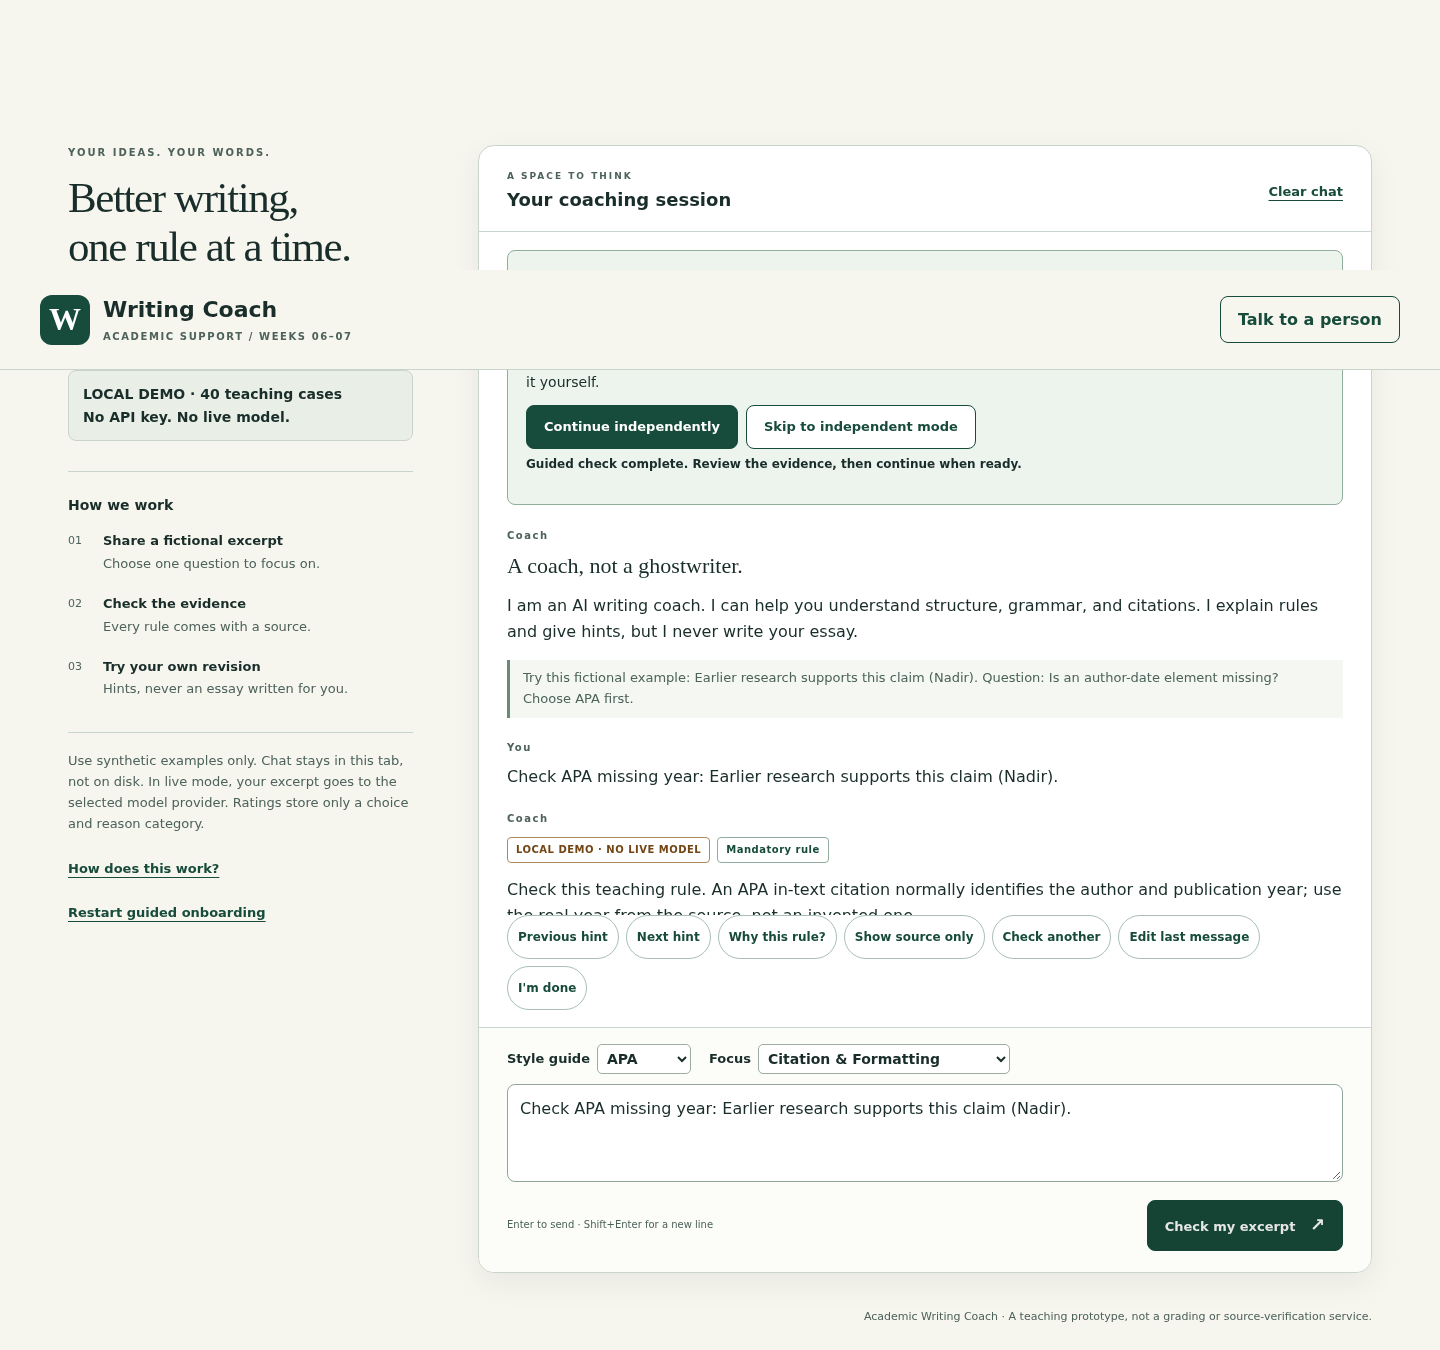 YOUR IDEAS. YOUR WORDS.
Better writing,
one rule at a time.
W
Writing Coach
ACADEMIC SUPPORT / WEEKS 06–07
Talk to a person
LOCAL DEMO · 40 teaching cases
No API key. No live model.
How we work
01
Share a fictional excerpt
Choose one question to focus on.
02
Check the evidence
Every rule comes with a source.
03
Try your own revision
Hints, never an essay written for you.
Use synthetic examples only. Chat stays in this tab,
not on disk. In live mode, your excerpt goes to the
selected model provider. Ratings store only a choice
and reason category.
How does this work?
Restart guided onboarding
A SPACE TO THINK
Your coaching session
Clear chat
it yourself.
Continue independently
Skip to independent mode
Guided check complete. Review the evidence, then continue when ready.
Coach
A coach, not a ghostwriter.
I am an AI writing coach. I can help you understand structure, grammar, and citations. I explain rules
and give hints, but I never write your essay.
Try this fictional example: Earlier research supports this claim (Nadir). Question: Is an author-date element missing?
Choose APA first.
You
Check APA missing year: Earlier research supports this claim (Nadir).
Coach
LOCAL DEMO · NO LIVE MODEL
Mandatory rule
Check this teaching rule. An APA in-text citation normally identifies the author and publication year; use
the real year from the source, not an invented one.
Previous hint
Next hint
Why this rule?
Show source only
Check another
Edit last message
I'm done
Style guide
APA
Focus
Citation & Formatting
Check APA missing year: Earlier research supports this claim (Nadir).
Enter to send · Shift+Enter for a new line
Check my excerpt ↗
Academic Writing Coach · A teaching prototype, not a grading or source-verification service.